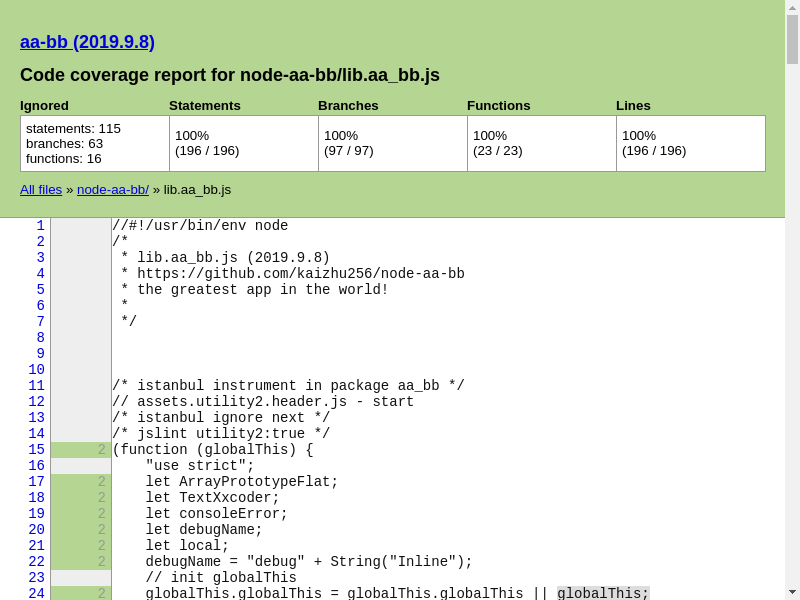 aa-bb (2019.9.8)
Code coverage report for node-aa-bb/lib.aa_bb.js
Ignored Statements Branches Functions Lines
statements: 115
branches: 63
functions: 16
100%
(196 / 196)
100%
(97 / 97)
100%
(23 / 23)
100%
(196 / 196)
All files » node-aa-bb/ » lib.aa_bb.js
1 //#!/usr/bin/env node
2 /*
3  * lib.aa_bb.js (2019.9.8)
4  * https://github.com/kaizhu256/node-aa-bb
5  * the greatest app in the world!
6  *
7  */
8
9
10
11 /* istanbul instrument in package aa_bb */
12 // assets.utility2.header.js - start
13 /* istanbul ignore next */
14 /* jslint utility2:true */
15 2 (function (globalThis) {
16     "use strict";
17 2     let ArrayPrototypeFlat;
18 2     let TextXxcoder;
19 2     let consoleError;
20 2     let debugName;
21 2     let local;
22 2     debugName = "debug" + String("Inline");
23     // init globalThis
24 2     globalThis.globalThis = globalThis.globalThis || globalThis;